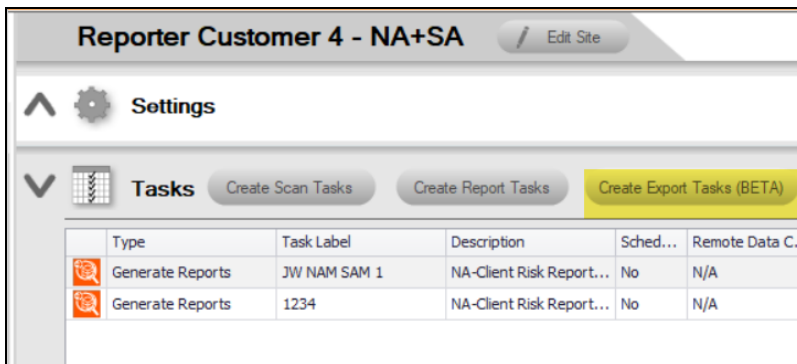 Reporter Customer 4 - NA+SA Edit Site
Settings
Tasks Create Scan Tasks Create Report Tasks Create Export Tasks (BETA)
Type Task Label Description Sched... Remote Data C...
Generate Reports JW NAM SAM 1 NA-Client Risk Report... No N/A
Generate Reports 1234 NA-Client Risk Report... No N/A